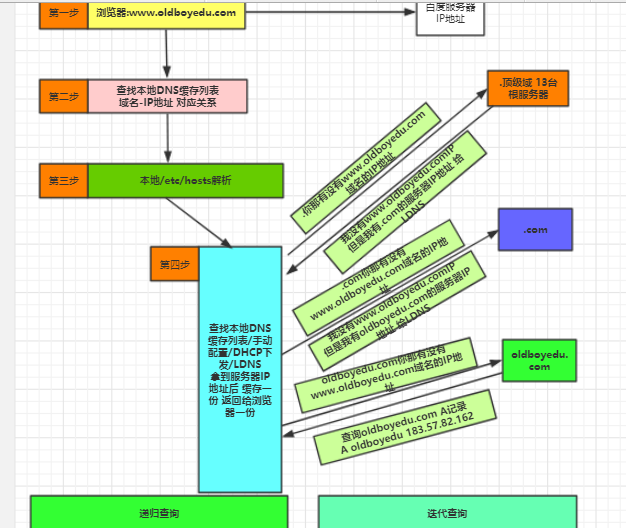 第一步
浏览器:www.oldboyedu.com
百度服务器
IP地址
第二步
查找本地DNS缓存列表
域名-IP地址 对应关系
.顶级域 13台
根服务器
第三步
本地/etc/hosts解析
.你那有没有www.oldboyedu.com
域名的IP地址
我没有www.oldboyedu.comIP
但是我有.com的服务器IP地址 给
LDNS
.com
第四步
查找本地DNS
缓存列表/手动
配置/DHCP下
发/LDNS
拿到服务器IP
地址后 缓存一
份 返回给浏览
器一份
.com你那有没有
www.oldboyedu.com域名的IP地
址
我没有www.oldboyedu.comIP
但是我有oldboyedu.com的服务器IP
地址 给LDNS
oldboyedu.
com
oldboyedu.com你那有没有
www.oldboyedu.com域名的IP地
址
查询oldboyedu.com A记录
A oldboyedu 183.57.82.162
递归查询
迭代查询